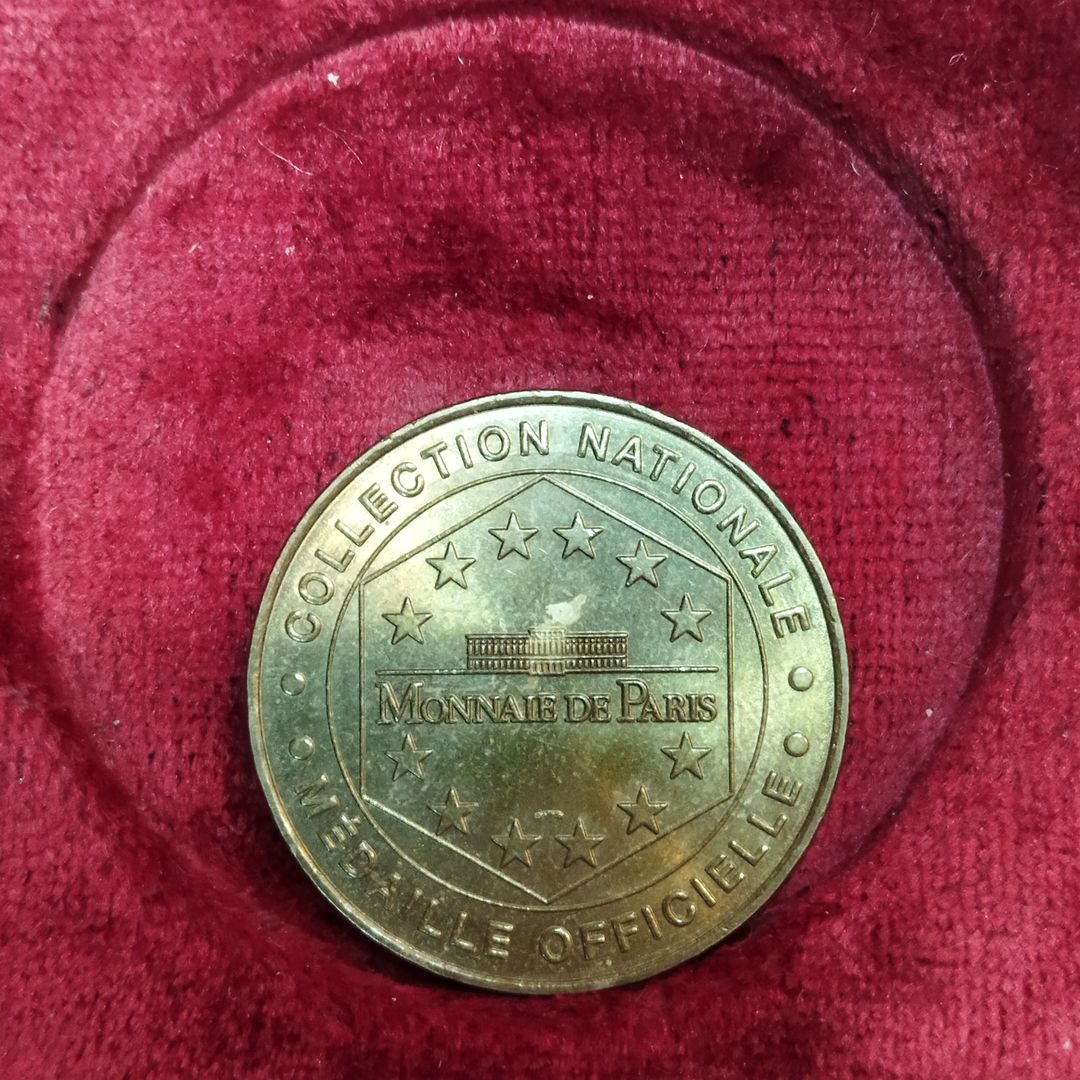 COLLECTION NATIONALE
MONNAIE DE PARIS
MÉDAILLE OFFICIELLE